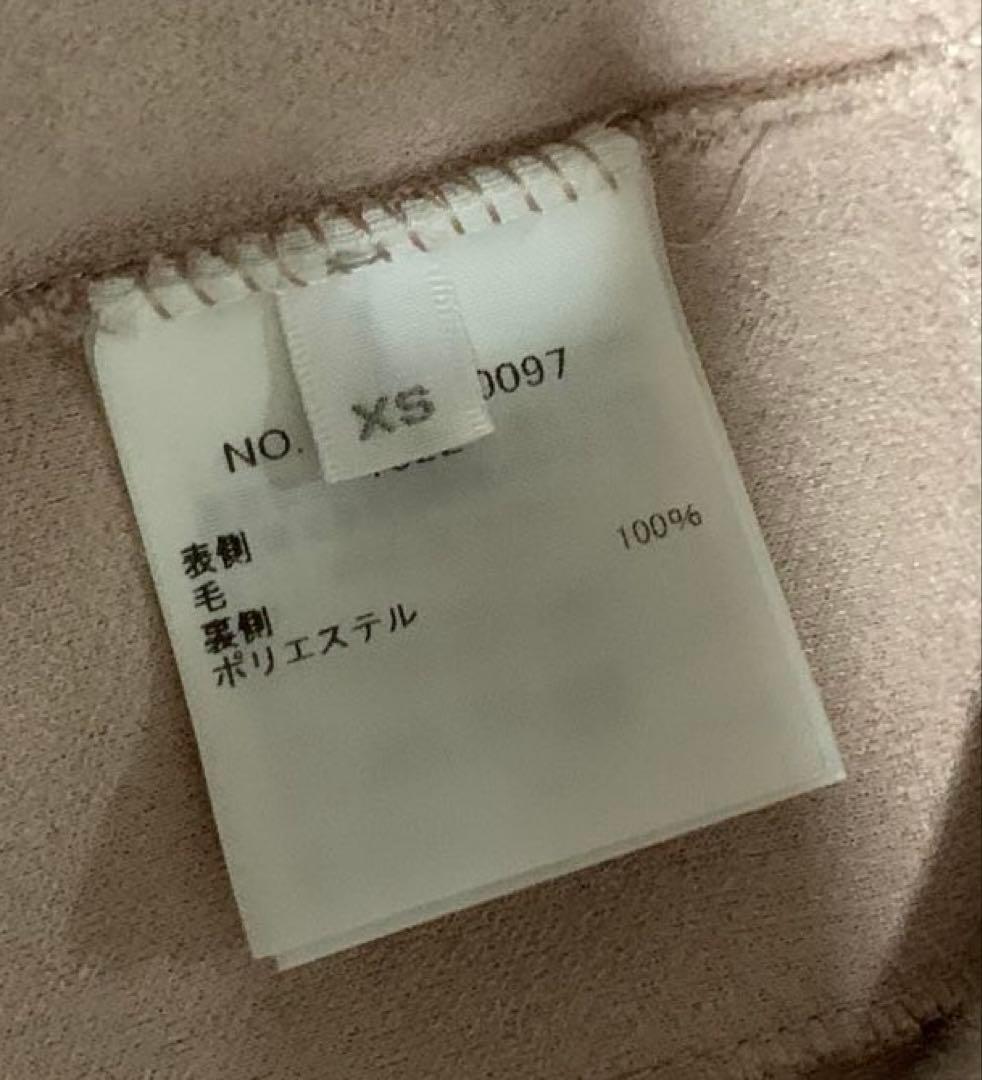 XS
NO. 0097
表側
毛 100%
裏側
ポリエステル